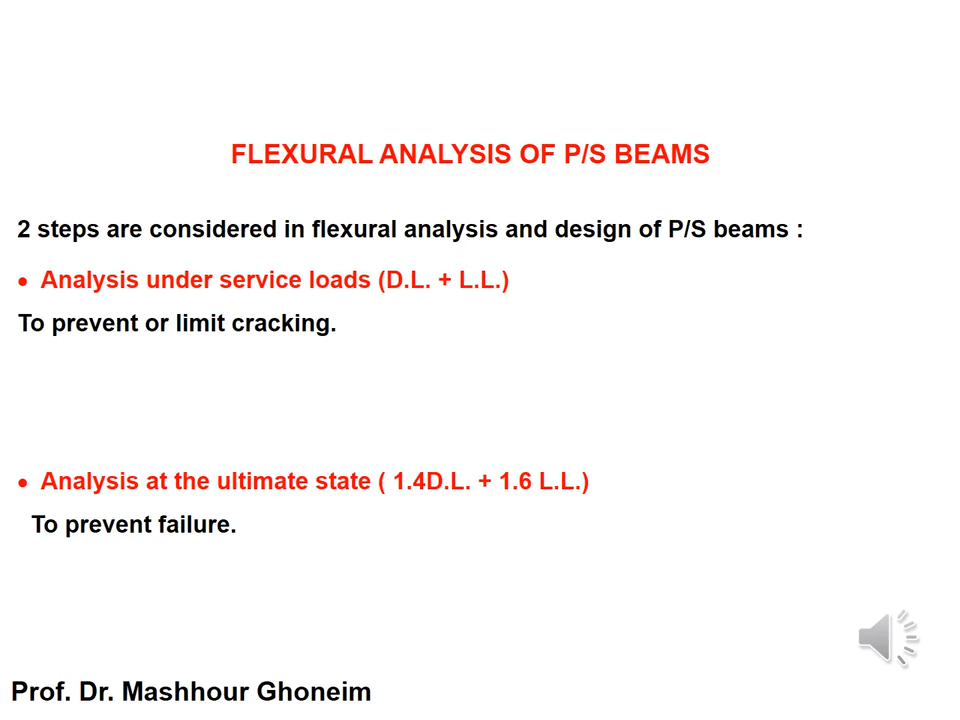 FLEXURAL ANALYSIS OF P/S BEAMS
2 steps are considered in flexural analysis and design of P/S beams :
• Analysis under service loads (D.L. + L.L.)
To prevent or limit cracking.
• Analysis at the ultimate state ( 1.4D.L. + 1.6 L.L.)
To prevent failure.
Prof. Dr. Mashhour Ghoneim